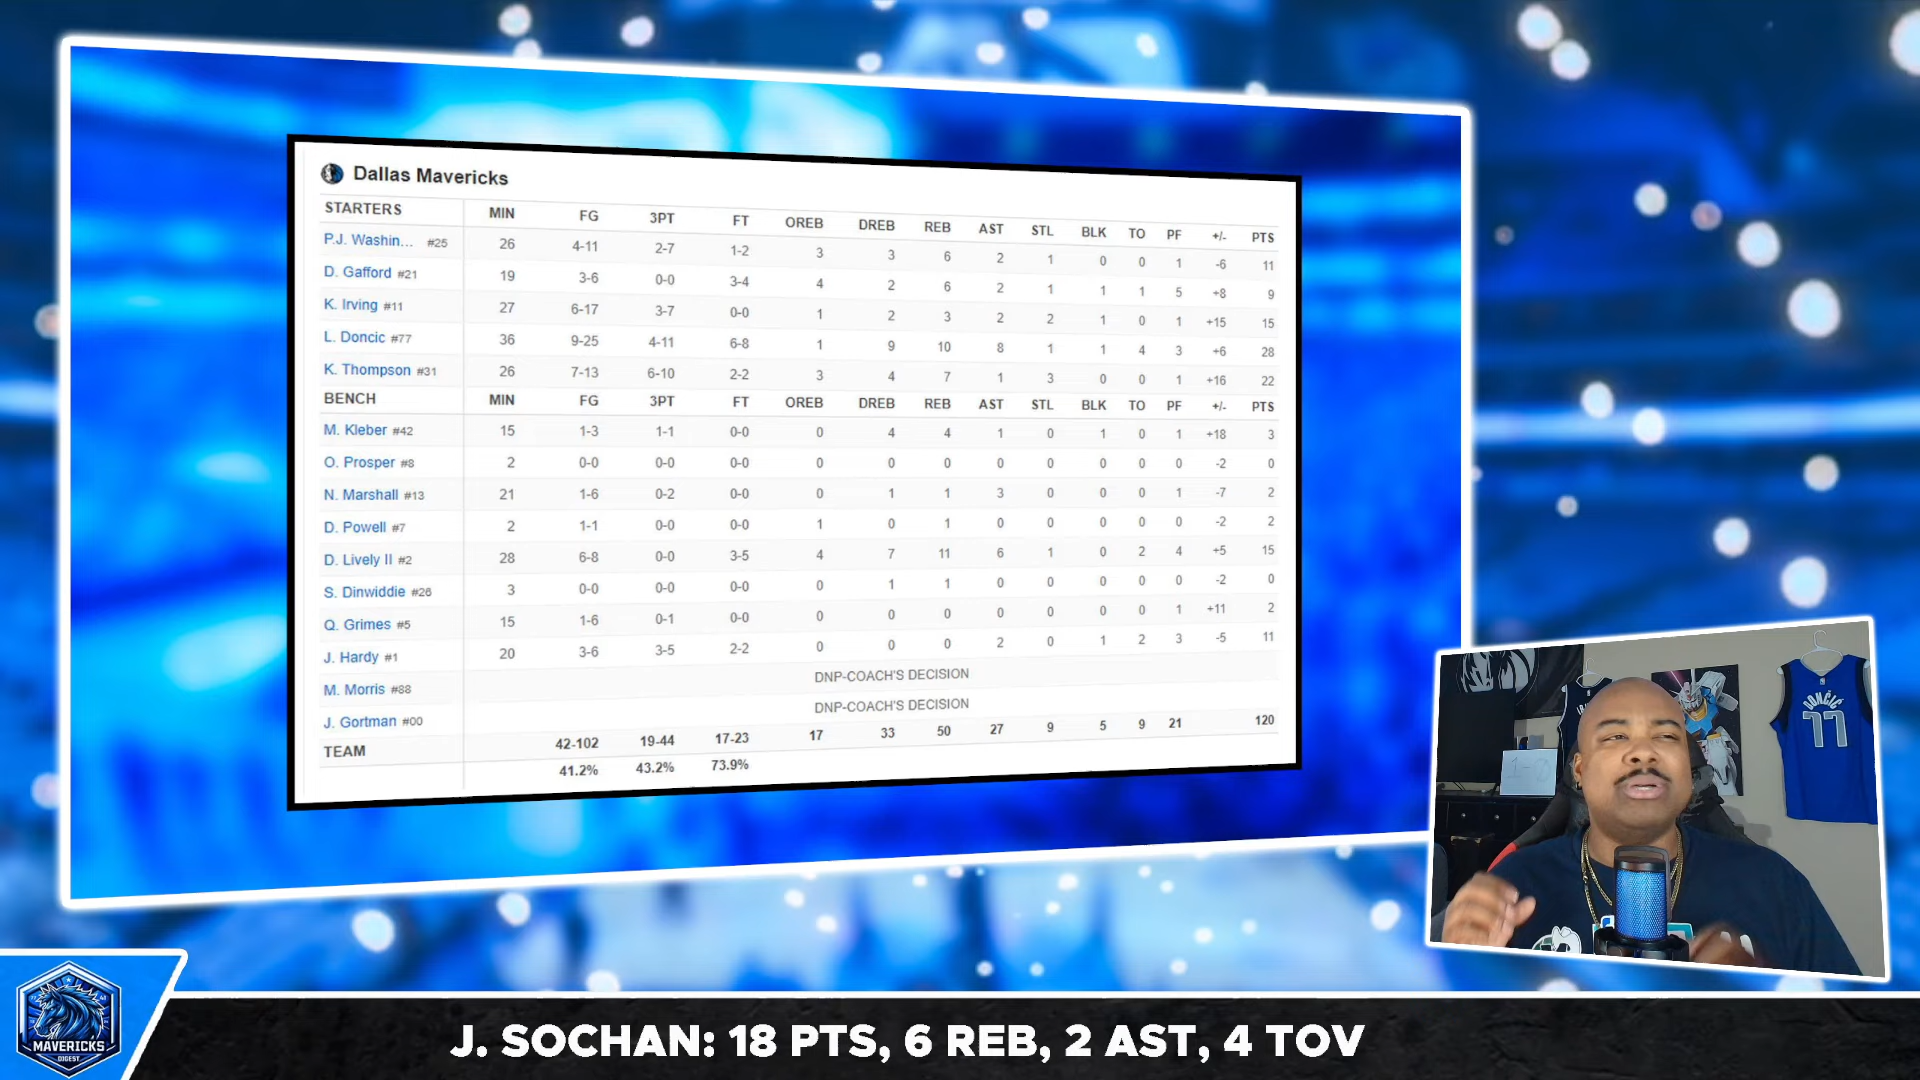 Dallas Mavericks
STARTERS MIN FG 3PT FT OREB DREB REB AST STL BLK TO PF +/- PTS
P.J. Washin... #25 26 4-11 2-7 1-2 3 3 6 2 1 0 0 1 -6 11
D. Gafford #21 19 3-6 0-0 3-4 4 2 6 2 1 1 1 5 +8 9
K. Irving #11 27 6-17 3-7 0-0 1 2 3 2 2 1 0 1 +15 15
L. Doncic #77 36 9-25 4-11 6-8 1 9 10 8 1 1 4 3 +6 28
K. Thompson #31 26 7-13 6-10 2-2 3 4 7 1 3 0 0 1 +16 22
BENCH MIN FG 3PT FT OREB DREB REB AST STL BLK TO PF +/- PTS
M. Kleber #42 15 1-3 1-1 0-0 0 4 4 1 0 1 0 1 +18 3
O. Prosper #8 2 0-0 0-0 0-0 0 0 0 0 0 0 0 0 -2 0
N. Marshall #13 21 1-6 0-2 0-0 0 1 1 3 0 0 0 1 -7 2
D. Powell #7 2 1-1 0-0 0-0 1 0 1 0 0 0 0 0 -2 2
D. Lively II #2 28 6-8 0-0 3-5 4 7 11 6 1 0 2 4 +5 15
S. Dinwiddie #26 3 0-0 0-0 0-0 0 1 1 0 0 0 0 0 -2 0
Q. Grimes #5 15 1-6 0-1 0-0 0 0 0 0 0 0 0 1 +11 2
J. Hardy #1 20 3-6 3-5 2-2 0 0 0 2 0 1 2 3 -5 11
M. Morris #88 DNP-COACH'S DECISION
J. Gortman #00 DNP-COACH'S DECISION
TEAM 42-102 19-44 17-23 17 33 50 27 9 5 9 21 120
41.2% 43.2% 73.9%
DONČIĆ
77
1-0
MAVERICKS
DIGEST
J. SOCHAN: 18 PTS, 6 REB, 2 AST, 4 TOV